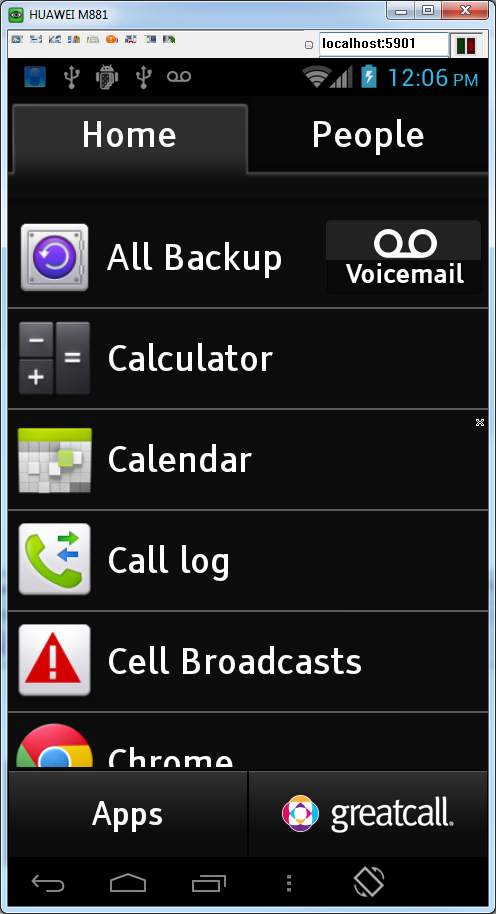 HUAWEI M881
localhost:5901
12:06 PM
Home
People
All Backup
Voicemail
Calculator
Calendar
Call log
Cell Broadcasts
Chrome
Apps
greatcall®